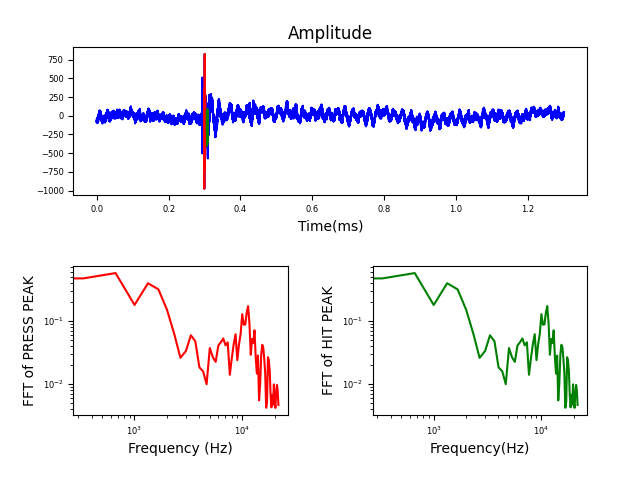 Amplitude
750
500
250
0
−250
−500
−750
−1000
0.0 0.2 0.4 0.6 0.8 1.0 1.2
Time(ms)
FFT of PRESS PEAK
10⁻¹
10⁻²
10³ 10⁴
Frequency (Hz)
FFT of HIT PEAK
10⁻¹
10⁻²
10³ 10⁴
Frequency(Hz)